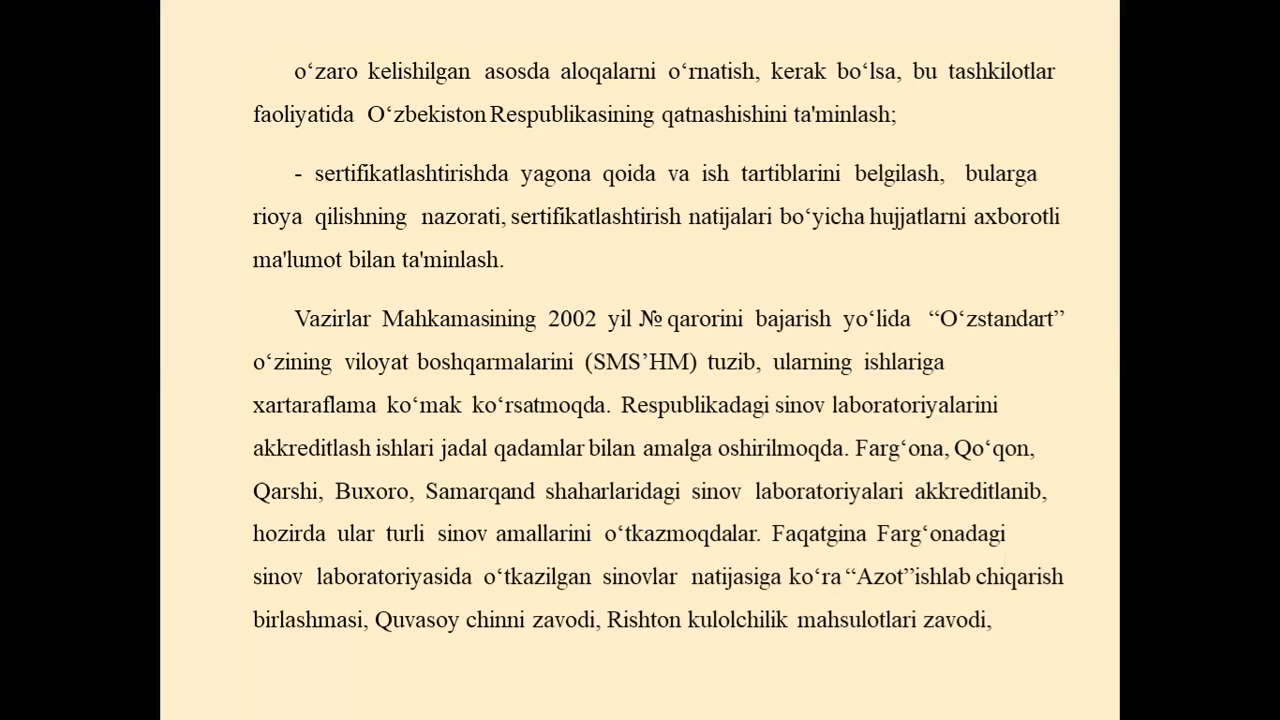 o‘zaro kelishilgan asosda aloqalarni o‘rnatish, kerak bo‘lsa, bu tashkilotlar
faoliyatida O‘zbekiston Respublikasining qatnashishini ta'minlash;
- sertifikatlashtirishda yagona qoida va ish tartiblarini belgilash, bularga
rioya qilishning nazorati, sertifikatlashtirish natijalari bo‘yicha hujjatlarni axborotli
ma'lumot bilan ta'minlash.
Vazirlar Mahkamasining 2002 yil № qarorini bajarish yo‘lida “O‘zstandart”
o‘zining viloyat boshqarmalarini (SMS’HM) tuzib, ularning ishlariga
xartaraflama ko‘mak ko‘rsatmoqda. Respublikadagi sinov laboratoriyalarini
akkreditlash ishlari jadal qadamlar bilan amalga oshirilmoqda. Farg‘ona, Qo‘qon,
Qarshi, Buxoro, Samarqand shaharlaridagi sinov laboratoriyalari akkreditlanib,
hozirda ular turli sinov amallarini o‘tkazmoqdalar. Faqatgina Farg‘onadagi
sinov laboratoriyasida o‘tkazilgan sinovlar natijasiga ko‘ra “Azot”ishlab chiqarish
birlashmasi, Quvasoy chinni zavodi, Rishton kulolchilik mahsulotlari zavodi,